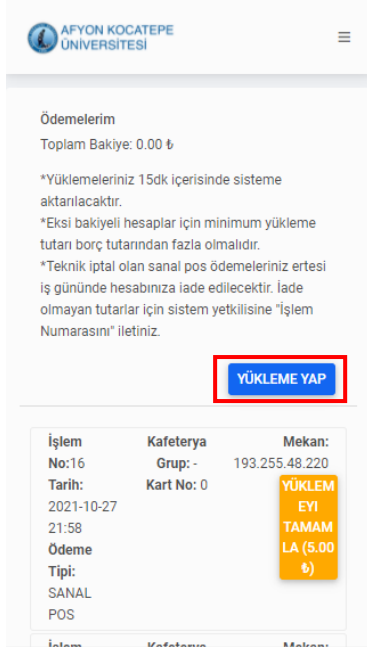 AFYON KOCATEPE
ÜNİVERSİTESİ
Ödemelerim
Toplam Bakiye: 0.00 ₺
*Yüklemeleriniz 15dk içerisinde sisteme
aktarılacaktır.
*Eksi bakiyeli hesaplar için minimum yükleme
tutarı borç tutarından fazla olmalıdır.
*Teknik iptal olan sanal pos ödemeleriniz ertesi
iş gününde hesabınıza iade edilecektir. İade
olmayan tutarlar için sistem yetkilisine "İşlem
Numarasını" iletiniz.
YÜKLEME YAP
İşlem
No:16
Tarih:
2021-10-27
21:58
Ödeme
Tipi:
SANAL
POS
Kafeterya
Grup: -
Kart No: 0
Mekan:
193.255.48.220
YÜKLEM
EYI
TAMAM
LA (5.00
₺)
İşlem
Kafeterya
Mekan: